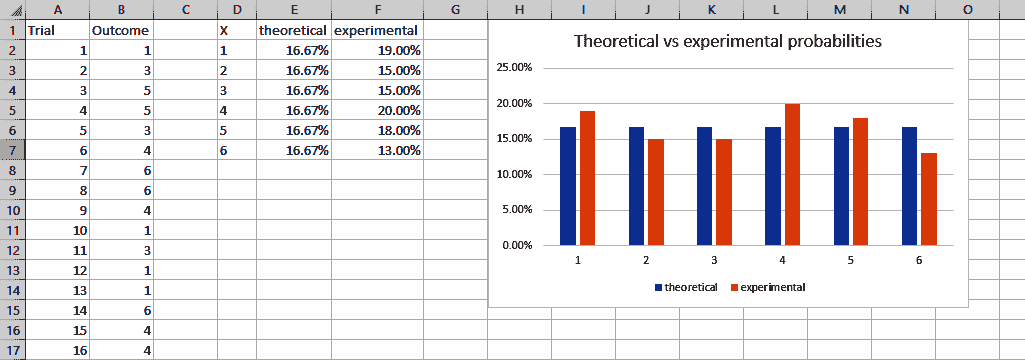 A B C D E F G H I J K L M N O
1 Trial Outcome X theoretical experimental
2 1 1 1 16.67% 19.00%
3 2 3 2 16.67% 15.00%
4 3 5 3 16.67% 15.00%
5 4 5 4 16.67% 20.00%
6 5 3 5 16.67% 18.00%
7 6 4 6 16.67% 13.00%
8 7 6
9 8 6
10 9 4
11 10 1
12 11 3
13 12 1
14 13 1
15 14 6
16 15 4
17 16 4
Theoretical vs experimental probabilities
25.00%
20.00%
15.00%
10.00%
5.00%
0.00%
1 2 3 4 5 6
theoretical experimental